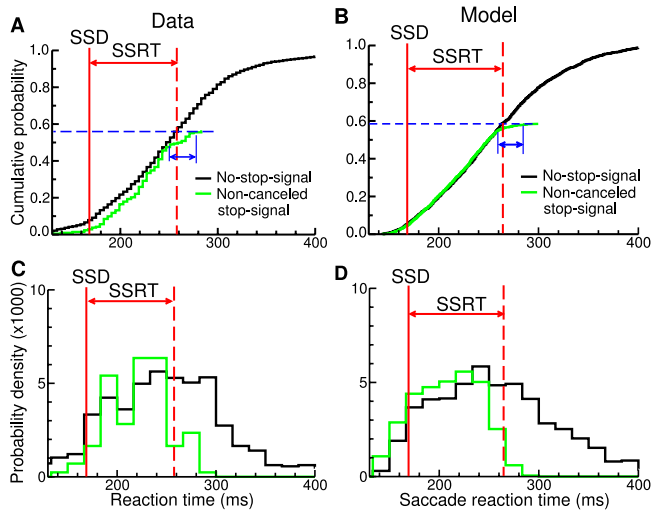 Data
Model
A
B
SSD
SSRT
SSD
SSRT
Cumulative probability
1.0
0.8
0.6
0.4
0.2
0.0
No-stop-signal
Non-canceled
stop-signal
200
300
400
1.0
0.8
0.6
0.4
0.2
0.0
No-stop-signal
Non-canceled
stop-signal
200
300
400
C
D
SSD
SSRT
SSD
SSRT
Probability density (x1000)
10
5
0
200
300
400
Reaction time (ms)
10
5
0
200
300
400
Saccade reaction time (ms)